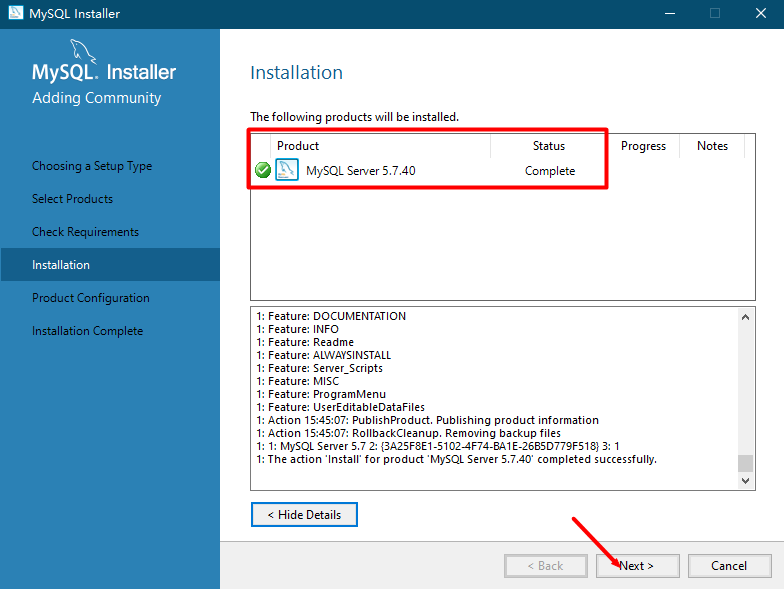 MySQL Installer
MySQL. Installer
Adding Community
Choosing a Setup Type
Select Products
Check Requirements
Installation
Product Configuration
Installation Complete
Installation
The following products will be installed.
Product Status Progress Notes
MySQL Server 5.7.40 Complete
1: Feature: DOCUMENTATION
1: Feature: INFO
1: Feature: Readme
1: Feature: ALWAYSINSTALL
1: Feature: Server_Scripts
1: Feature: MISC
1: Feature: ProgramMenu
1: Feature: UserEditableDataFiles
1: Action 15:45:07: PublishProduct. Publishing product information
1: Action 15:45:07: RollbackCleanup. Removing backup files
1: 1: MySQL Server 5.7 2: {3A25F8E1-5102-4F74-BA1E-26B5D779F518} 3: 1
1: The action 'Install' for product 'MySQL Server 5.7.40' completed successfully.
< Hide Details
< Back Next > Cancel